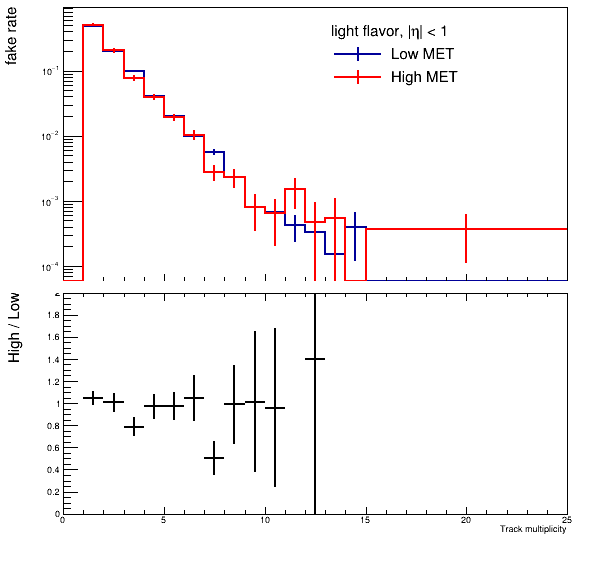 fake rate
light flavor, |η| < 1
Low MET
High MET
10⁻¹
10⁻²
10⁻³
10⁻⁴
High / Low
2
1.8
1.6
1.4
1.2
1
0.8
0.6
0.4
0.2
0
0 5 10 15 20 25
Track multiplicity